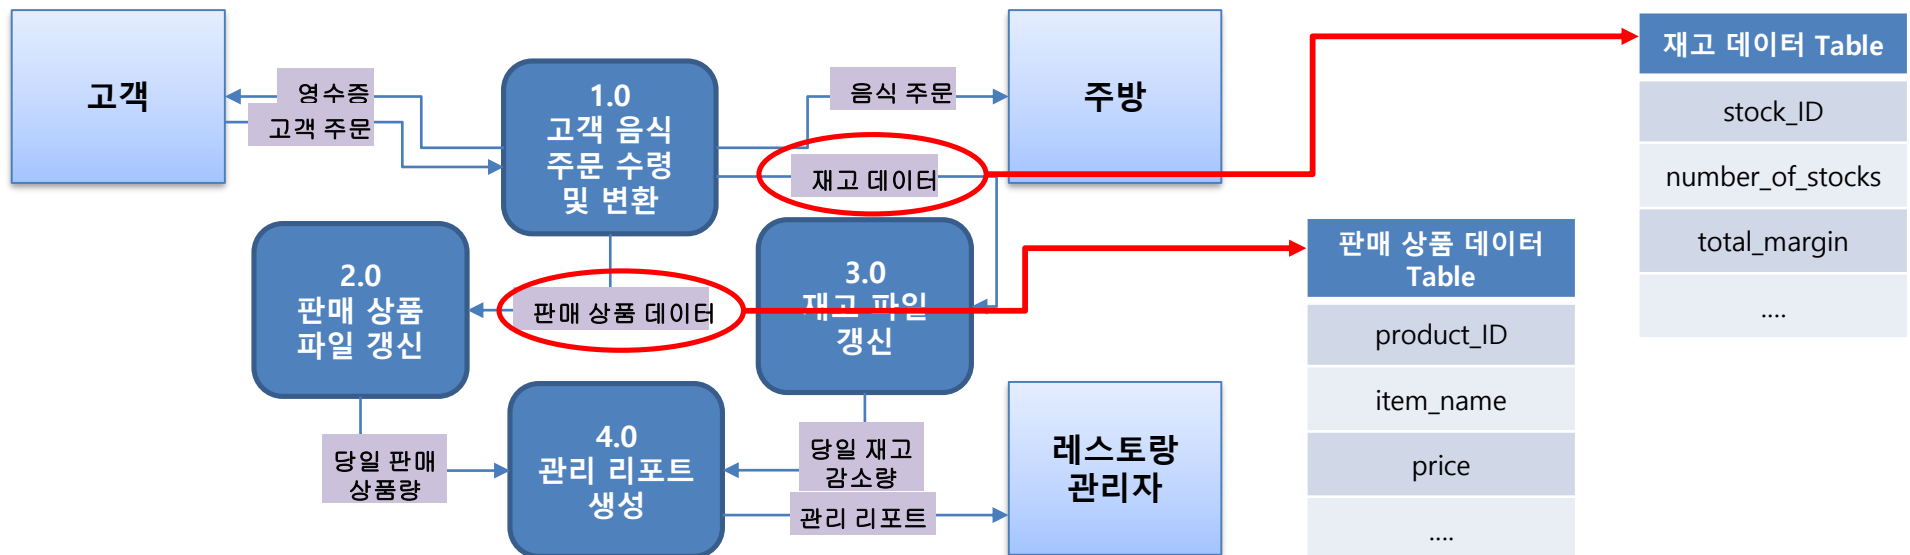 고객
영수증
고객 주문
1.0
고객 음식
주문 수령
및 변환
음식 주문
재고 데이터
주방
재고 데이터 Table
stock_ID
number_of_stocks
total_margin
....
2.0
판매 상품
파일 갱신
판매 상품 데이터
3.0
재고 파일
갱신
판매 상품 데이터
Table
product_ID
item_name
price
....
당일 판매
상품량
4.0
관리 리포트
생성
당일 재고
감소량
관리 리포트
레스토랑
관리자